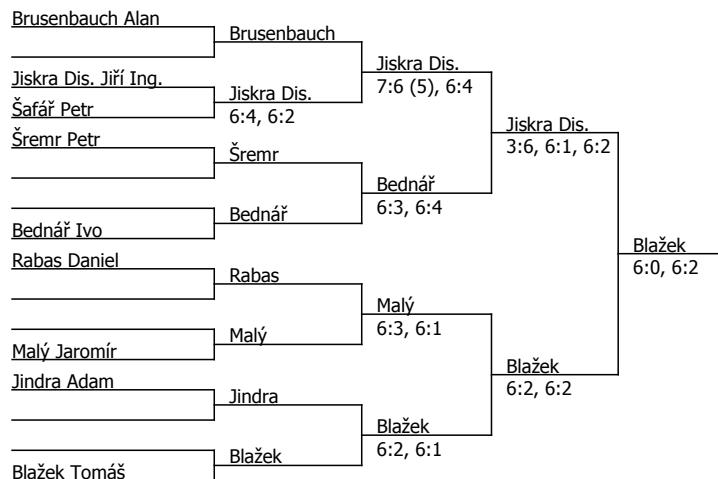 Brusenbauch Alan
Brusenbauch
Jiskra Dis.
7:6 (5), 6:4
Jiskra Dis. Jiří Ing.
Jiskra Dis.
6:4, 6:2
Šafář Petr
Jiskra Dis.
3:6, 6:1, 6:2
Šremr Petr
Šremr
Bednář
6:3, 6:4
Bednář
Bednář Ivo
Blažek
6:0, 6:2
Rabas Daniel
Rabas
Malý
6:3, 6:1
Malý
Malý Jaromír
Blažek
6:2, 6:2
Jindra Adam
Jindra
Blažek
6:2, 6:1
Blažek
Blažek Tomáš